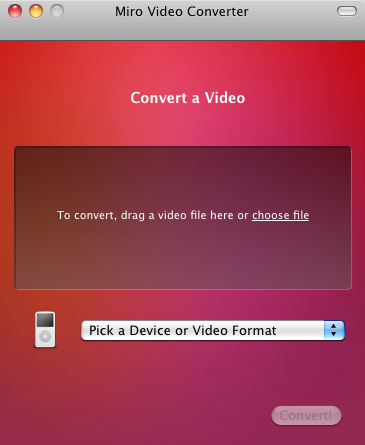 Miro Video Converter
Convert a Video
To convert, drag a video file here or choose file
Pick a Device or Video Format
Convert!